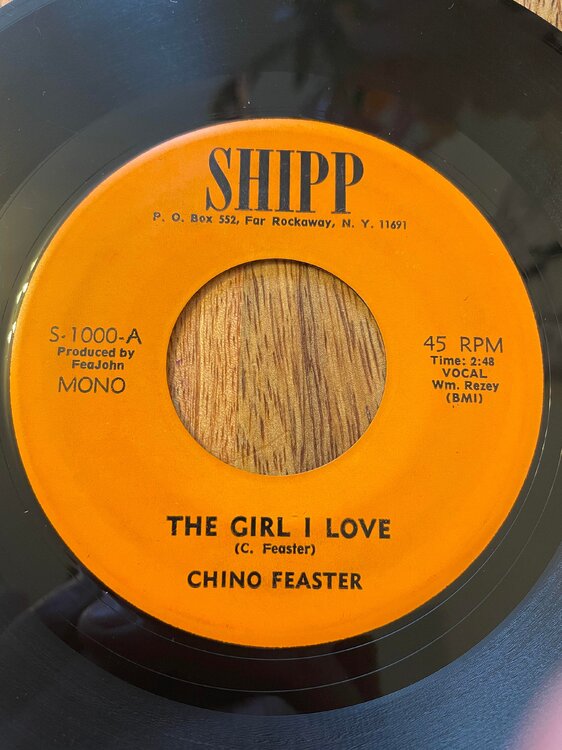 SHIPP
P. O. Box 552, Far Rockaway, N. Y. 11691
S-1000-A
Produced by
FeaJohn
MONO
45 RPM
Time: 2:48
VOCAL
Wm. Rezey
(BMI)
THE GIRL I LOVE
(C. Feaster)
CHINO FEASTER